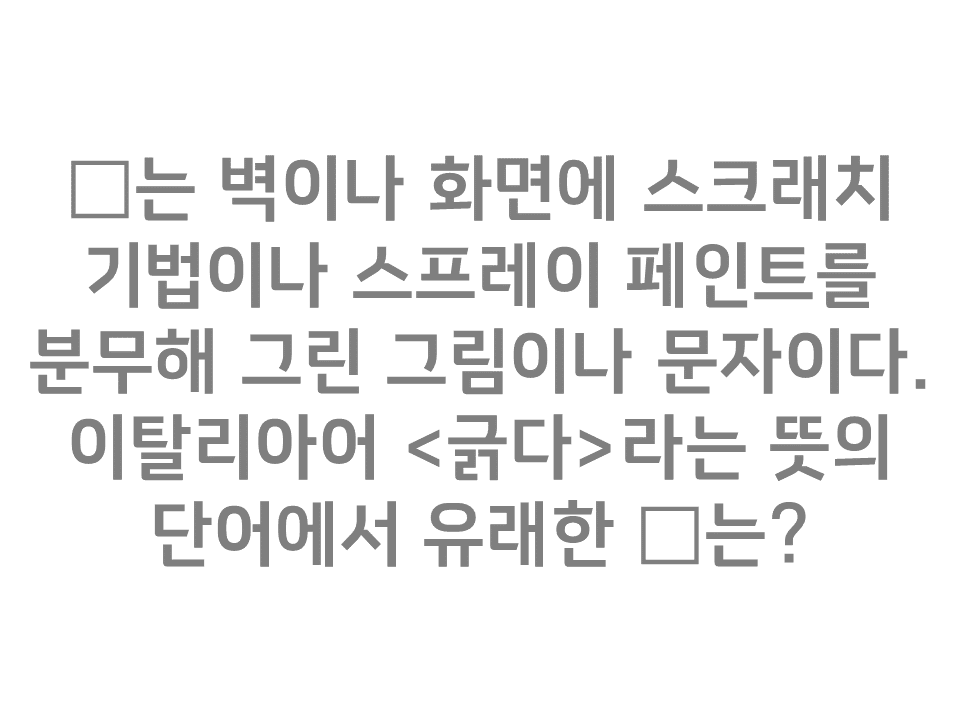 □는 벽이나 화면에 스크래치
기법이나 스프레이 페인트를
분무해 그린 그림이나 문자이다.
이탈리아어 <긁다>라는 뜻의
단어에서 유래한 □는?